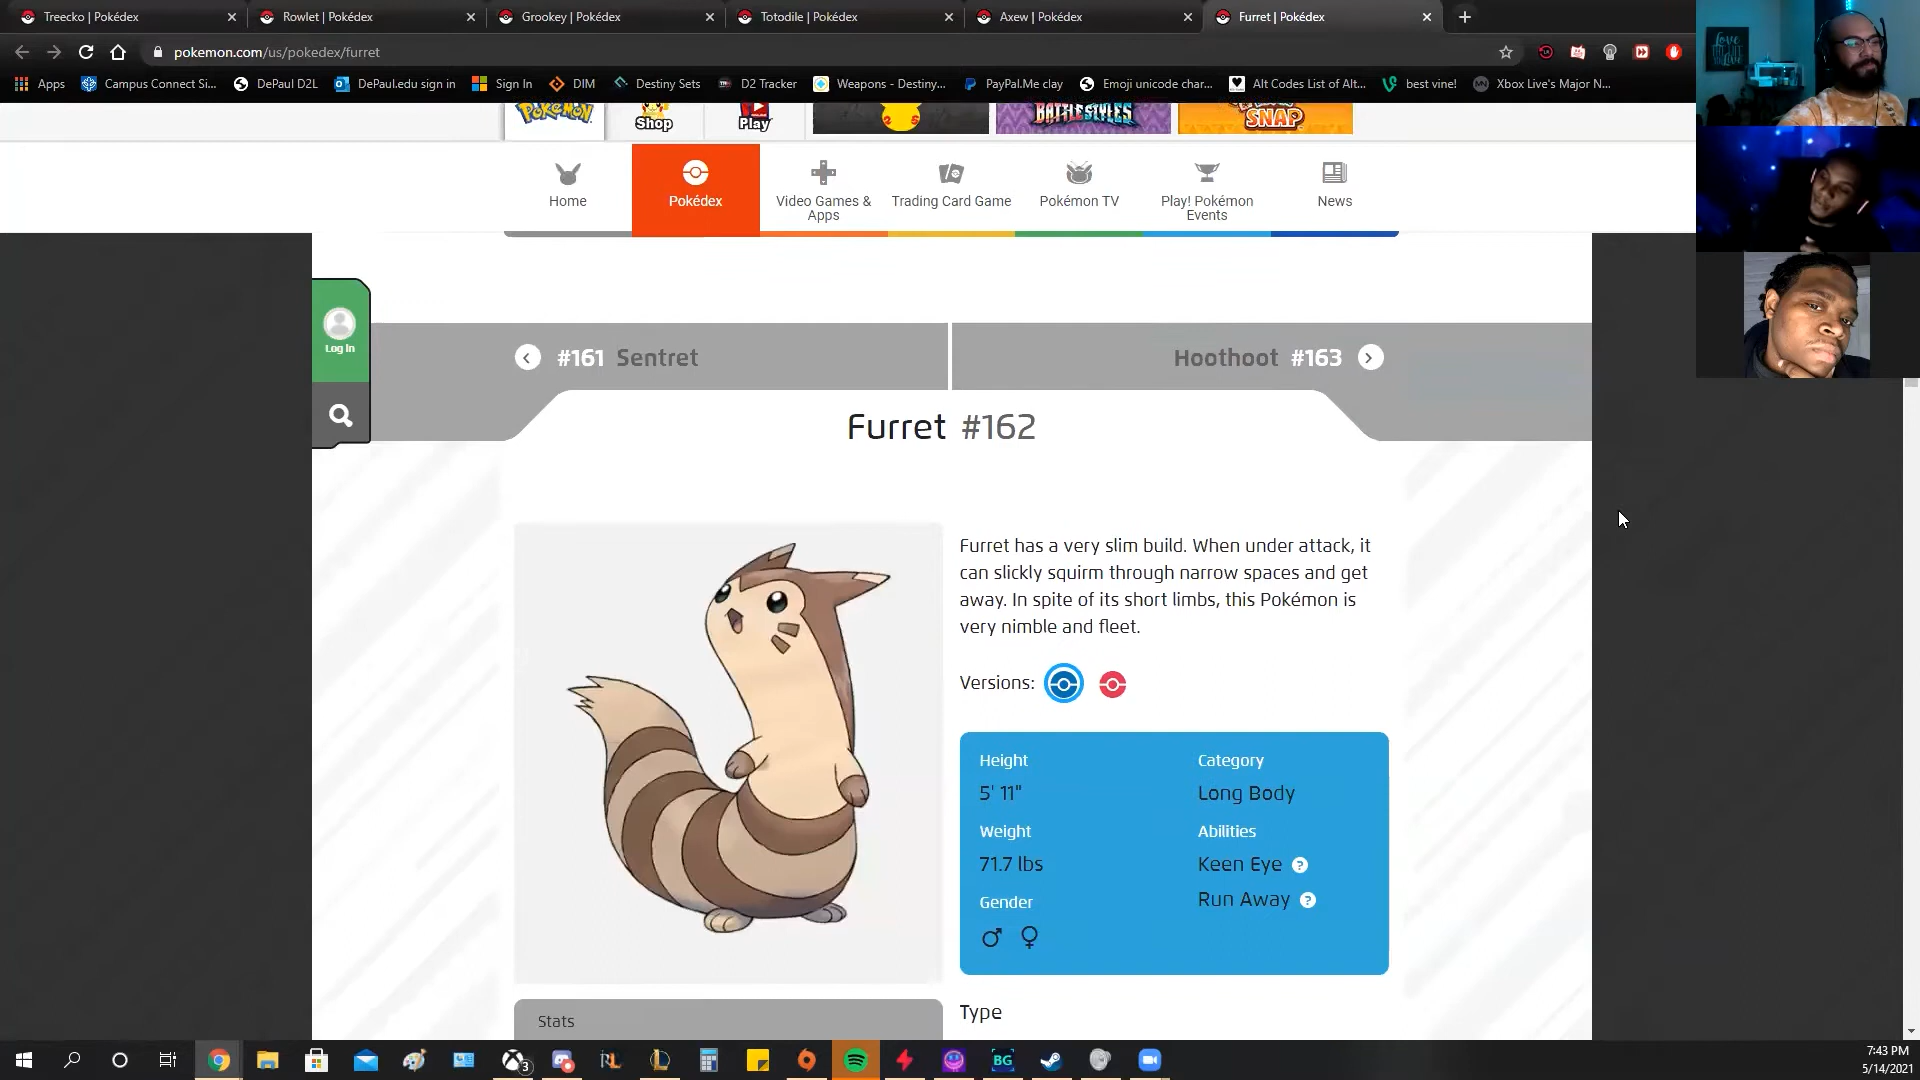 Treecko | Pokédex
Rowlet | Pokédex
Grookey | Pokédex
Totodile | Pokédex
Axew | Pokédex
Furret | Pokédex
pokemon.com/us/pokedex/furret
Apps
Campus Connect Si...
DePaul D2L
DePaul.edu sign in
Sign In
DIM
Destiny Sets
D2 Tracker
Weapons - Destiny...
PayPal.Me clay
Emoji unicode char...
Alt Codes List of Alt...
best vine!
Xbox Live's Major N...
POKÉMON
Shop
Play
25
BATTLE STYLES
SNAP
Home
Pokédex
Video Games &
Apps
Trading Card Game
Pokémon TV
Play! Pokémon
Events
News
Log In
#161 Sentret
Hoothoot #163
Furret #162
Furret has a very slim build. When under attack, it
can slickly squirm through narrow spaces and get
away. In spite of its short limbs, this Pokémon is
very nimble and fleet.
Versions:
Height
5' 11"
Weight
71.7 lbs
Gender
Category
Long Body
Abilities
Keen Eye ?
Run Away ?
Stats
Type
3
BG
7:43 PM
5/14/2021